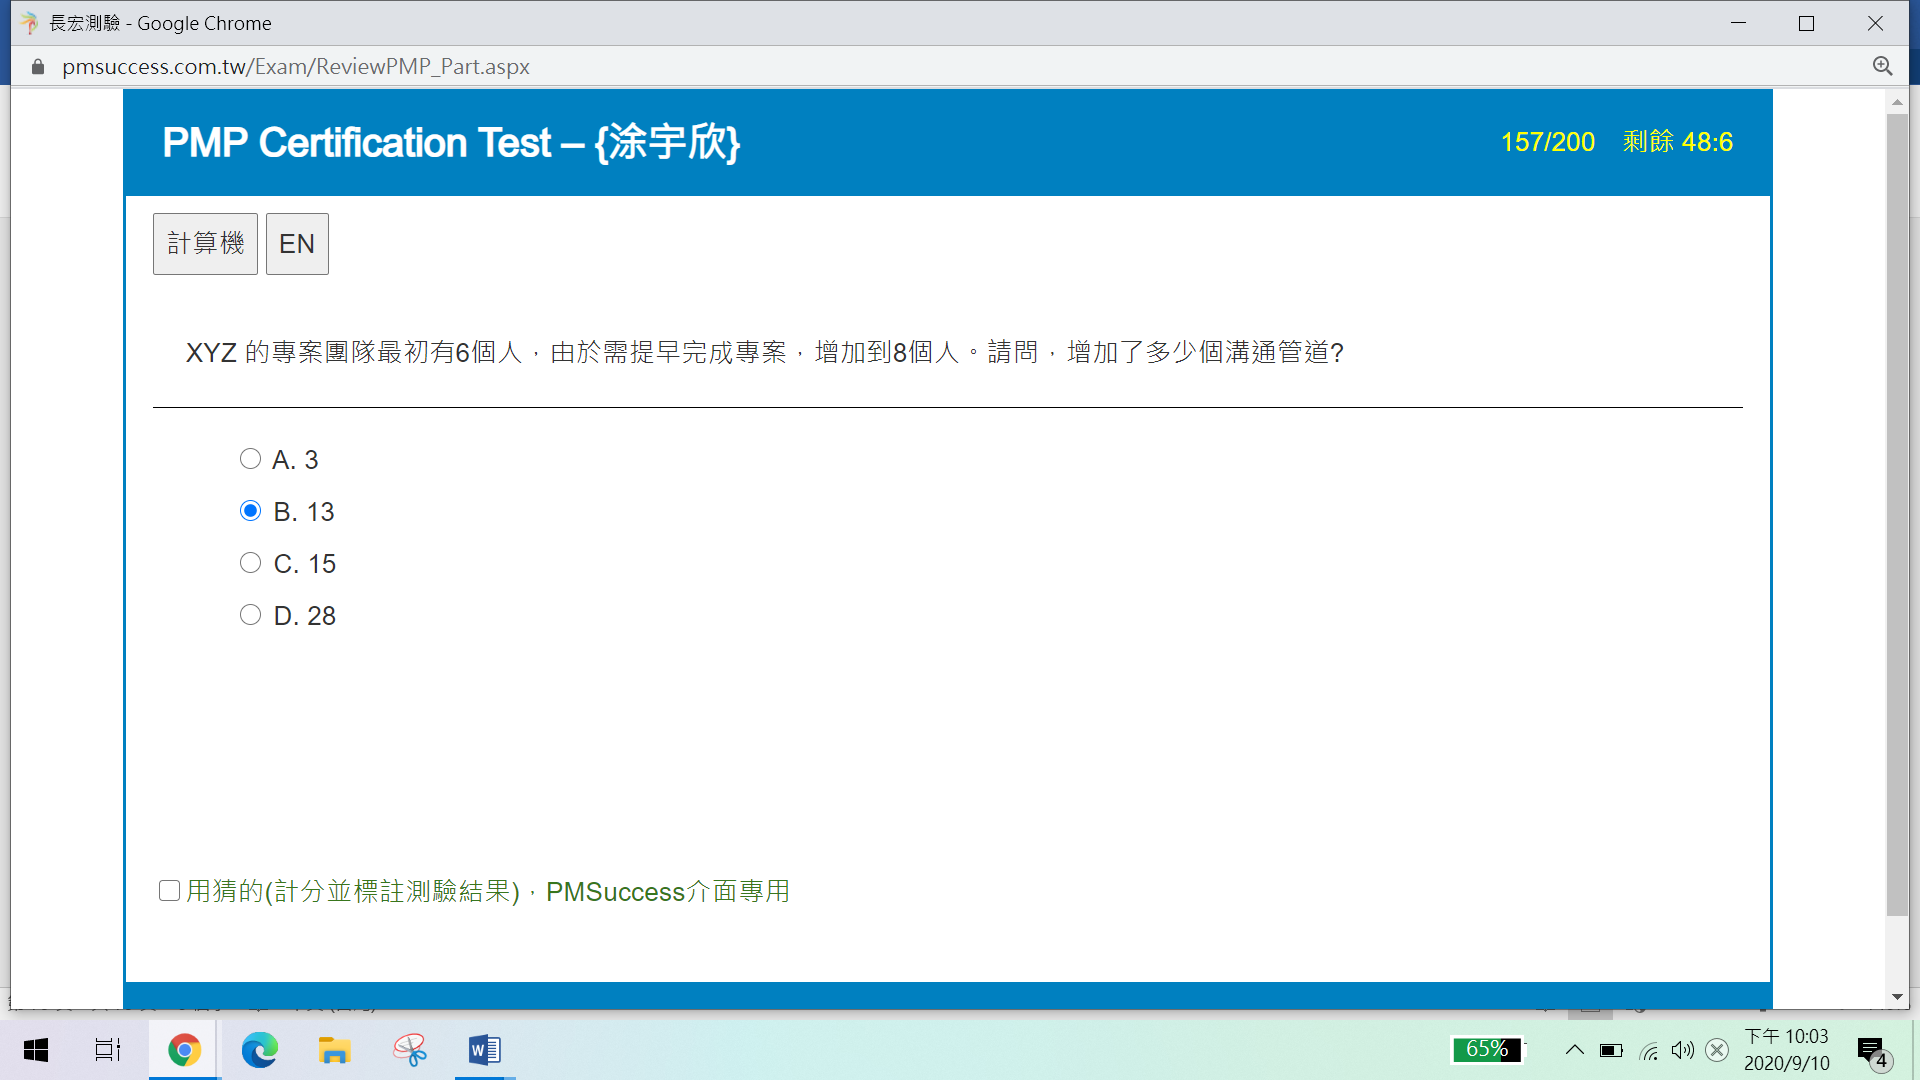 長宏測驗 - Google Chrome
pmsuccess.com.tw/Exam/ReviewPMP_Part.aspx
PMP Certification Test – {涂宇欣}
157/200 剩餘 48:6
計算機 EN
XYZ 的專案團隊最初有6個人，由於需提早完成專案，增加到8個人。請問，增加了多少個溝通管道?
A. 3
B. 13
C. 15
D. 28
用猜的(計分並標註測驗結果)，PMSuccess介面專用
65%
下午 10:03
2020/9/10
4